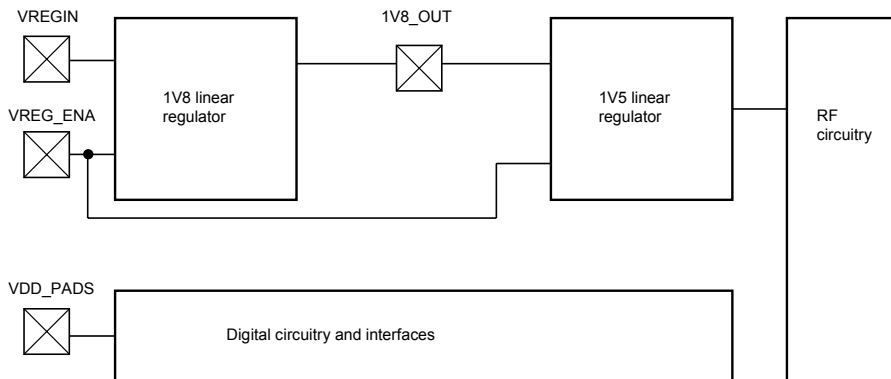 VREGIN
1V8_OUT
1V8 linear
regulator
1V5 linear
regulator
VREG_ENA
RF
circuitry
VDD_PADS
Digital circuitry and interfaces